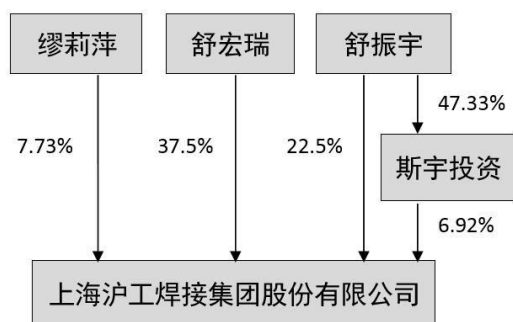 缪莉萍
舒宏瑞
舒振宇
47.33%
7.73%
37.5%
22.5%
斯宇投资
6.92%
上海沪工焊接集团股份有限公司